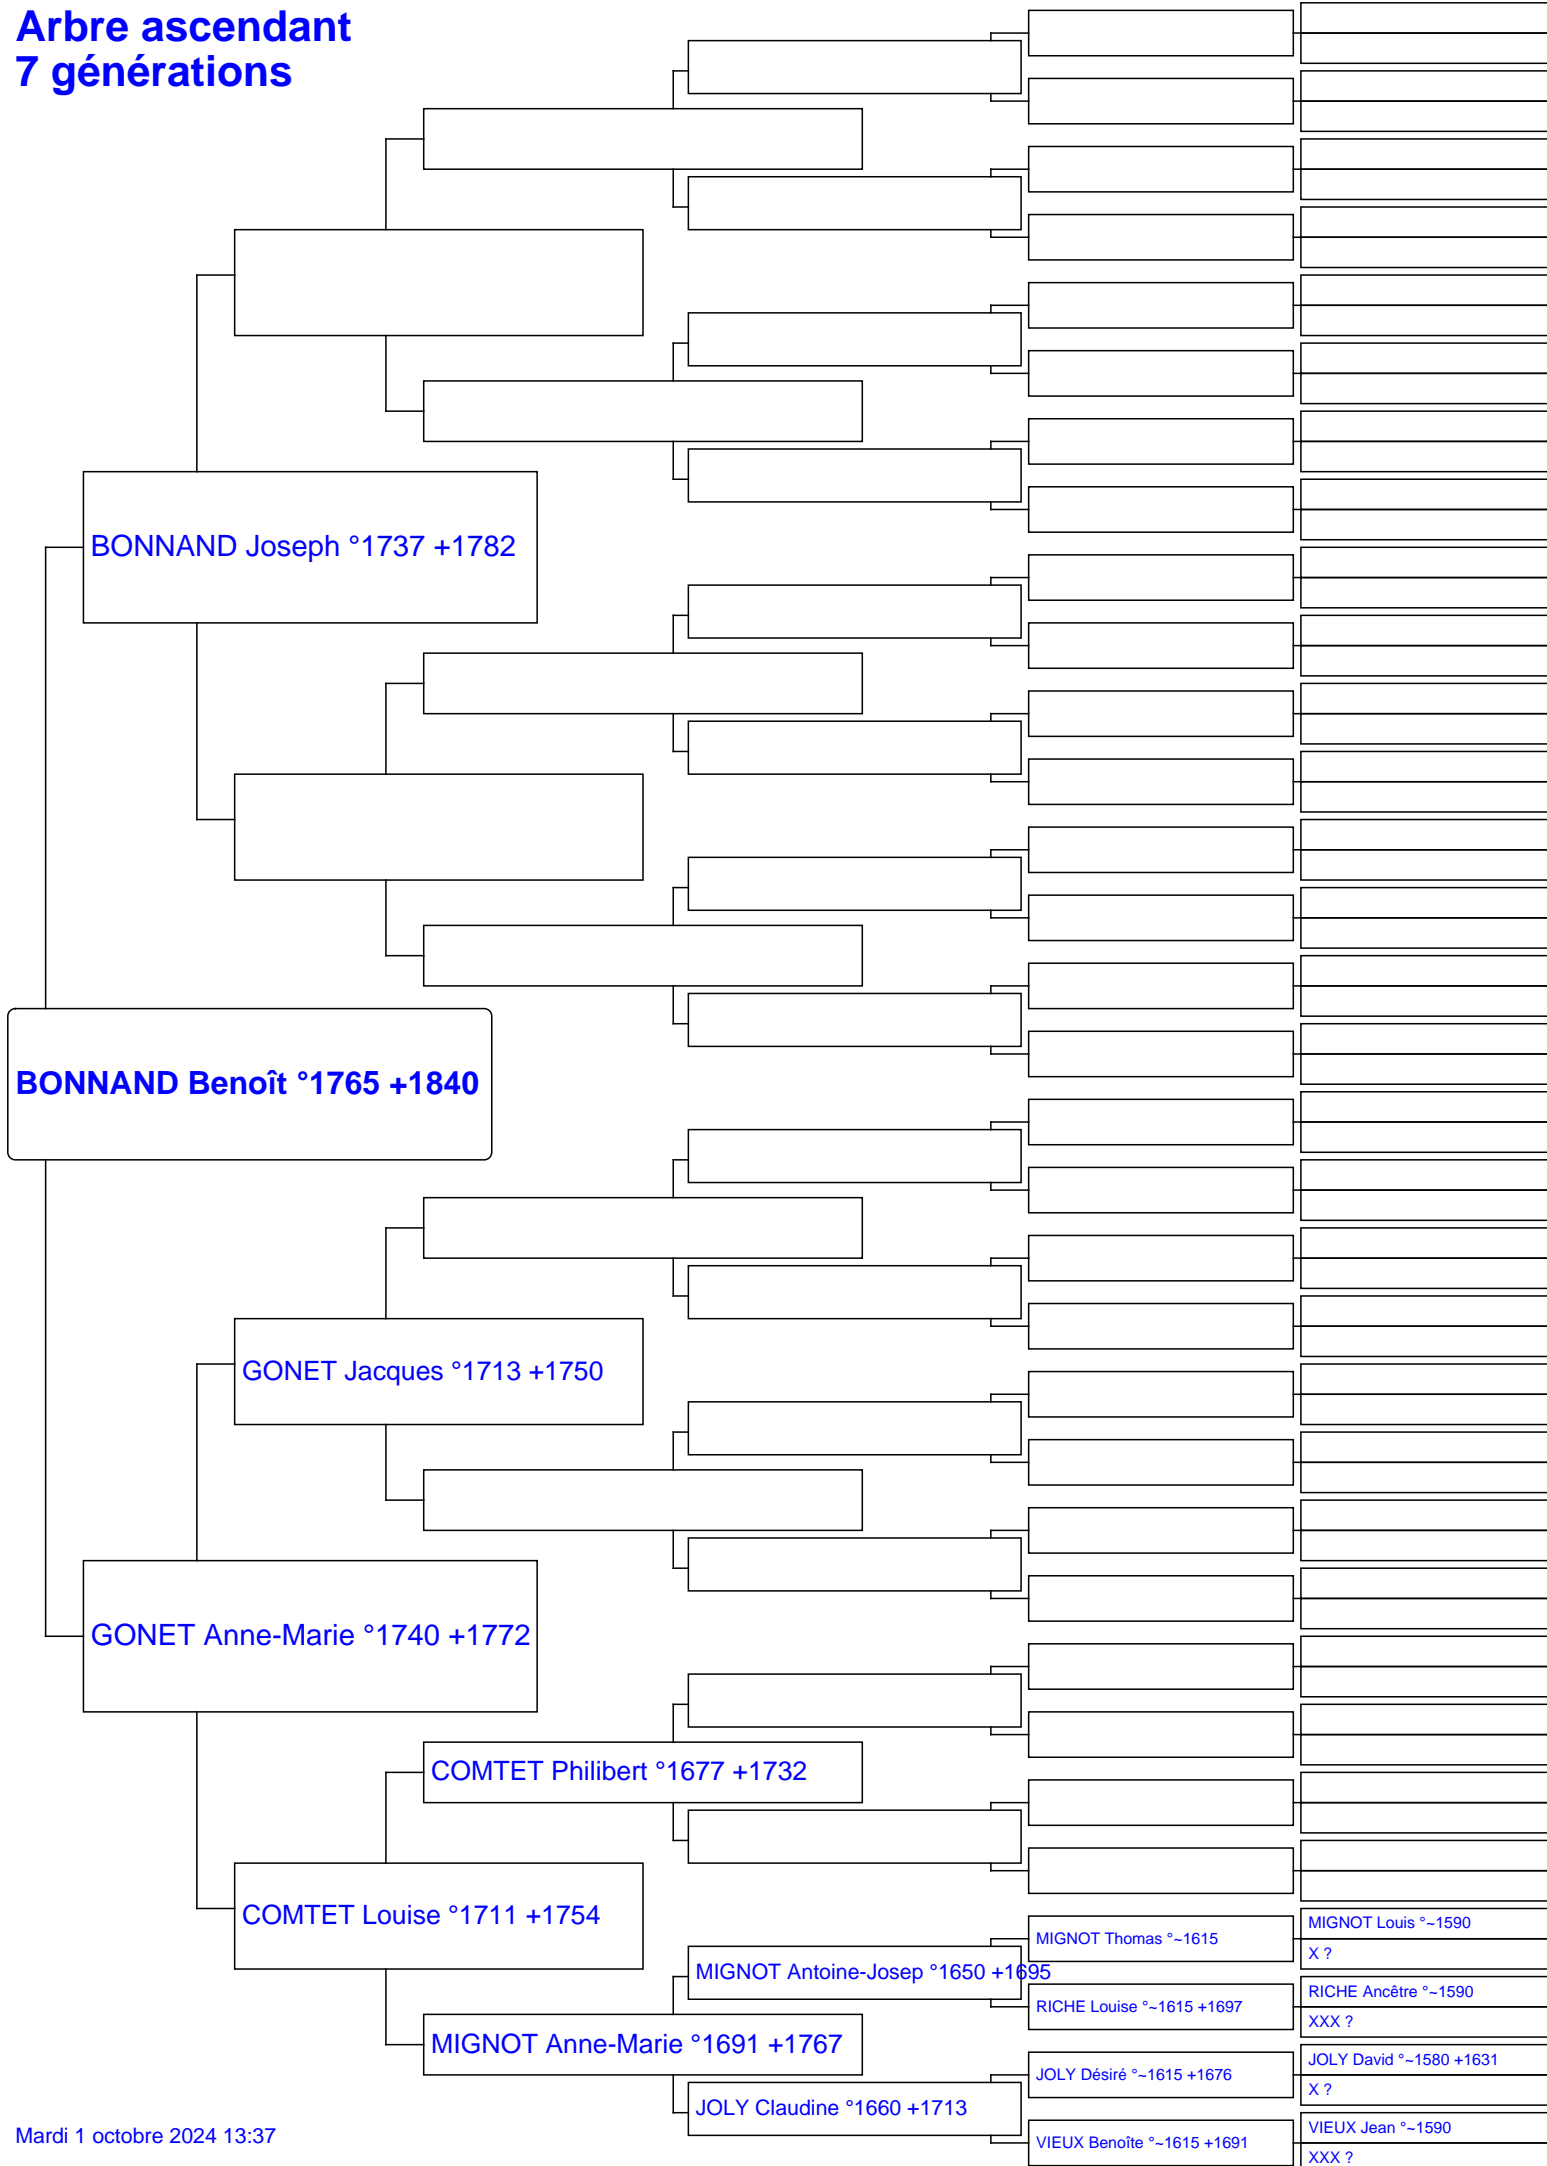 Arbre ascendant
7 générations
BONNAND Joseph °1737 +1782
BONNAND Benoît °1765 +1840
GONET Jacques °1713 +1750
GONET Anne-Marie °1740 +1772
COMTET Philibert °1677 +1732
COMTET Louise °1711 +1754
MIGNOT Antoine-Josep °1650 +1695
MIGNOT Anne-Marie °1691 +1767
JOLY Claudine °1660 +1713
MIGNOT Thomas °~1615
RICHE Louise °~1615 +1697
JOLY Désiré °~1615 +1676
VIEUX Benoîte °~1615 +1691
MIGNOT Louis °~1590
X ?
RICHE Ancêtre °~1590
XXX ?
JOLY David °~1580 +1631
X ?
VIEUX Jean °~1590
XXX ?
Mardi 1 octobre 2024 13:37